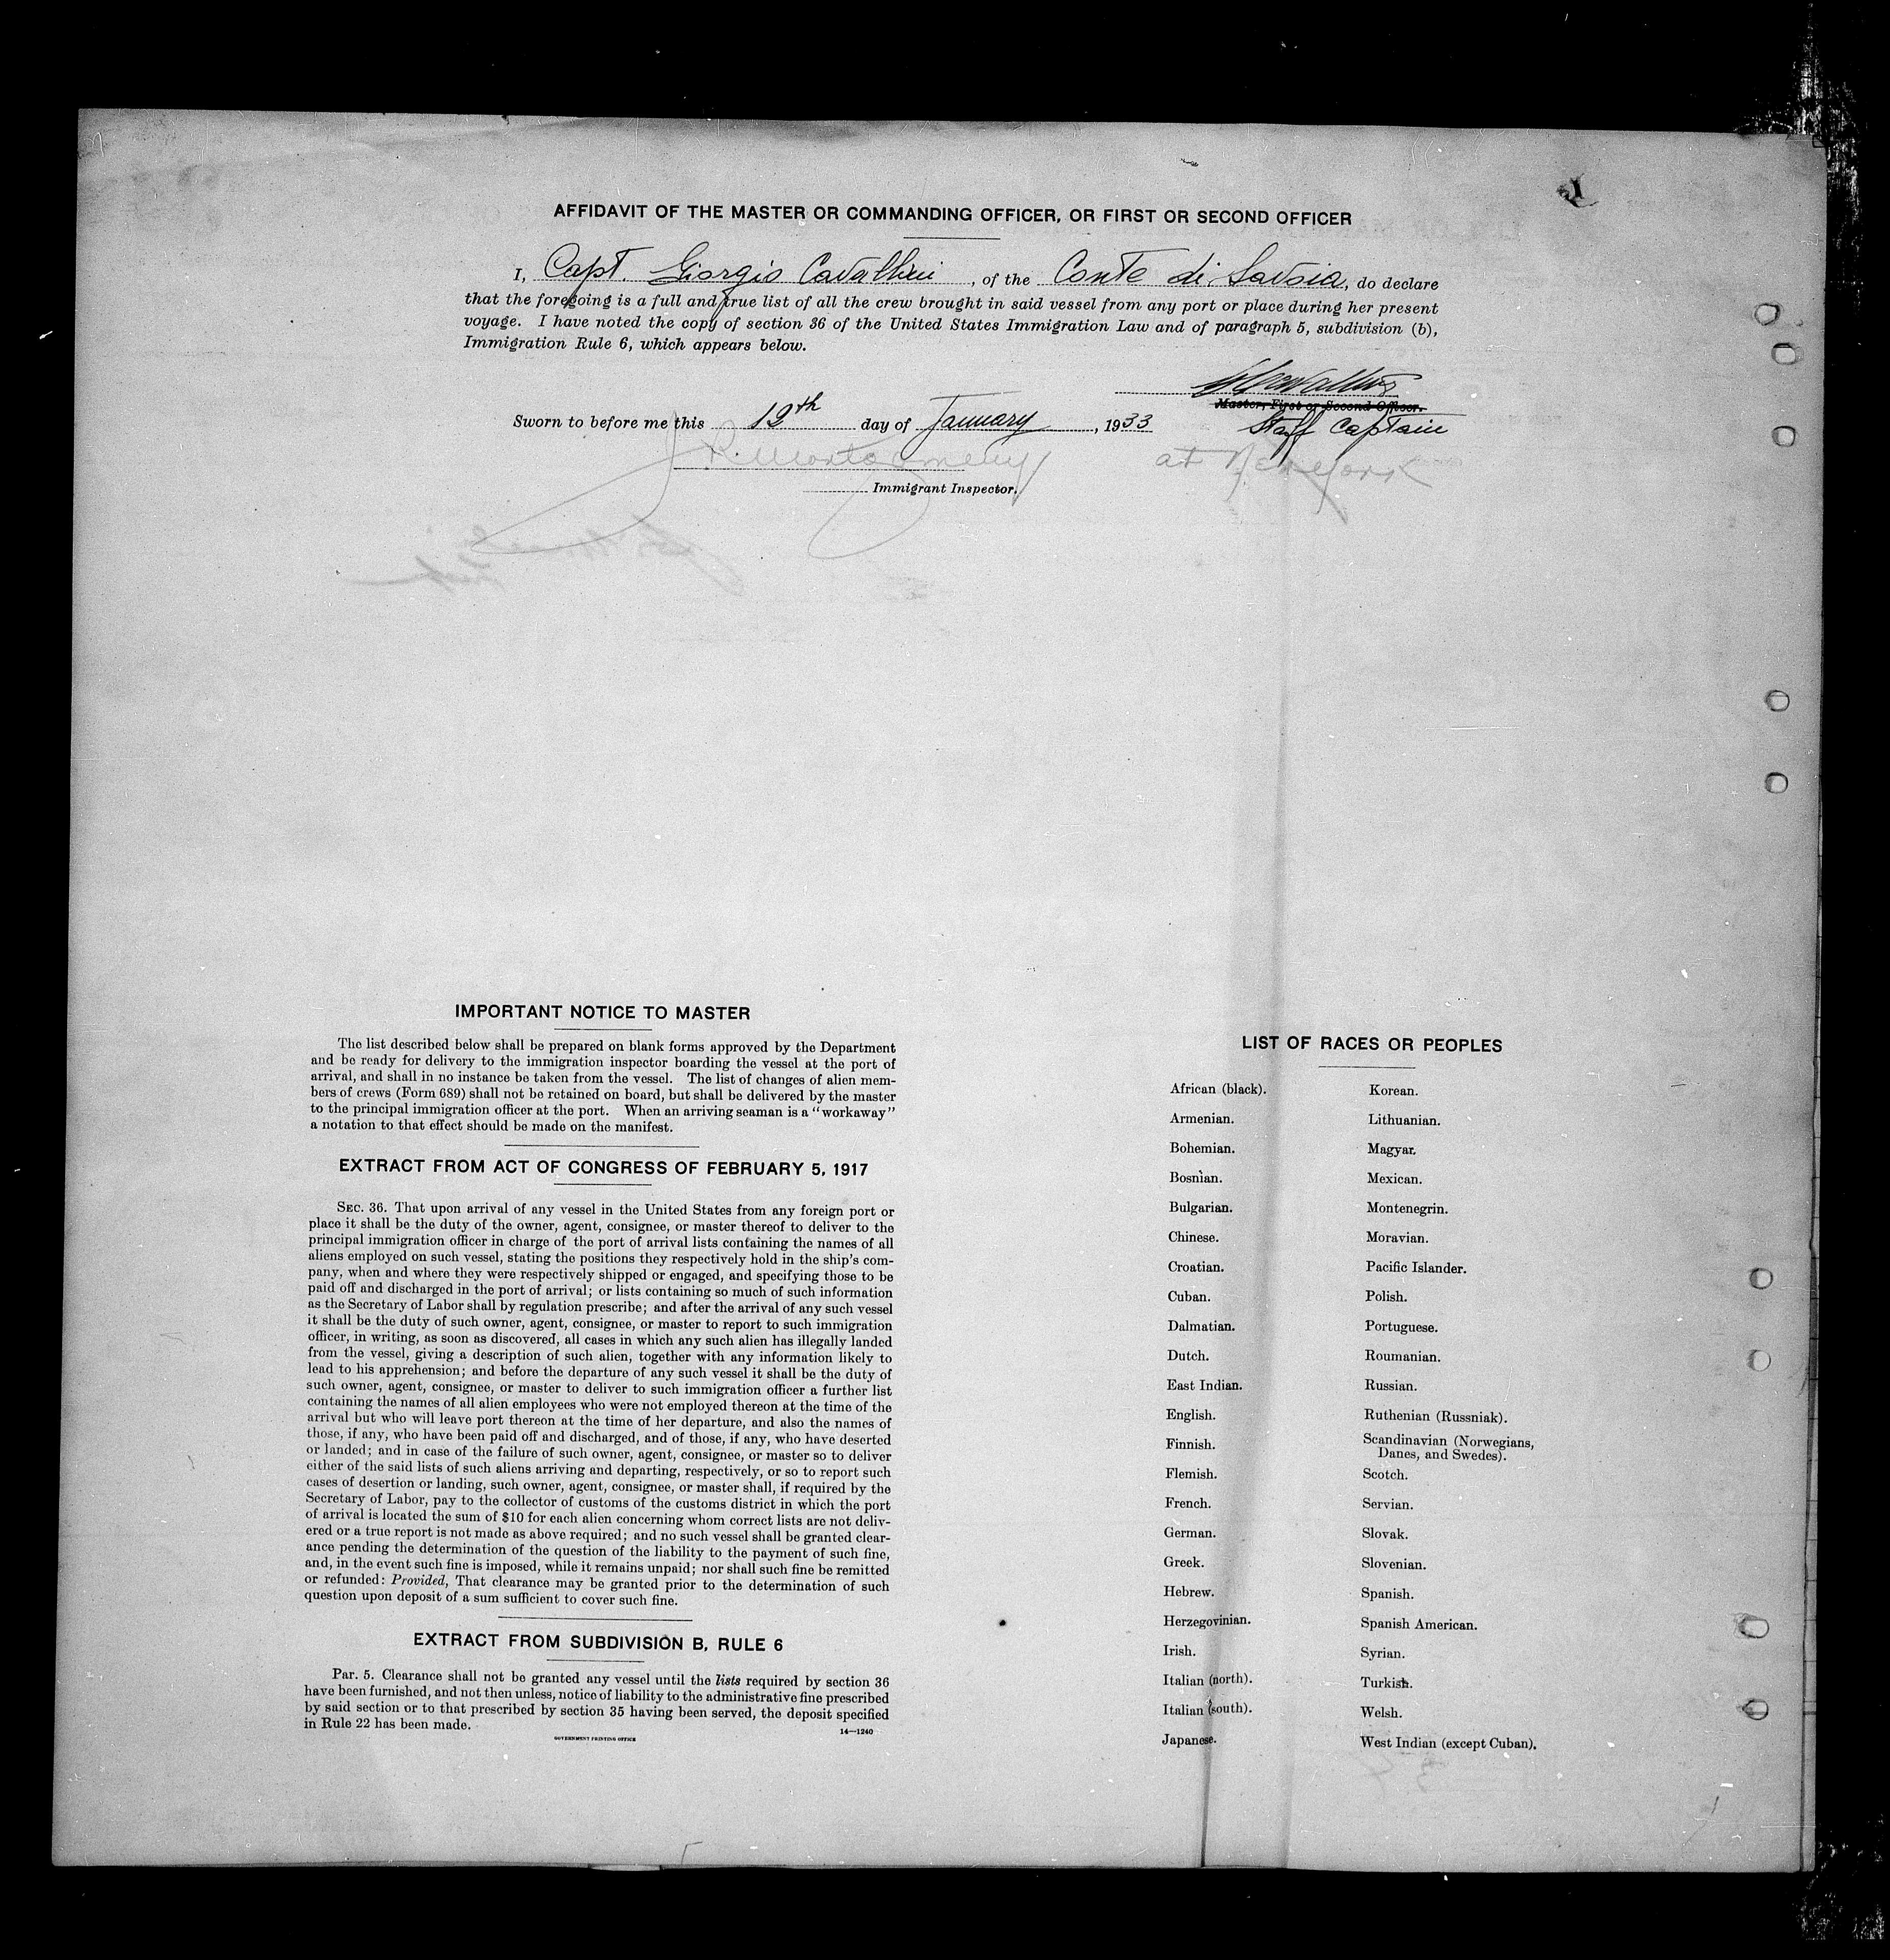 AFFIDAVIT OF THE MASTER OR COMMANDING OFFICER, OR FIRST OR SECOND OFFICER
I, Capt. Giorgio Cavallini, of the Conte di Savoia, do declare
that the foregoing is a full and true list of all the crew brought in said vessel from any port or place during her present
voyage. I have noted the copy of section 36 of the United States Immigration Law and of paragraph 5, subdivision (b),
Immigration Rule 6, which appears below.
Master, First or Second Officer.
Sworn to before me this 19th day of January, 1933
Staff Captain
R. Montgomery
at New York
Immigrant Inspector.
IMPORTANT NOTICE TO MASTER
The list described below shall be prepared on blank forms approved by the Department
and be ready for delivery to the immigration inspector boarding the vessel at the port of
arrival, and shall in no instance be taken from the vessel. The list of changes of alien mem-
bers of crews (Form 689) shall not be retained on board, but shall be delivered by the master
to the principal immigration officer at the port. When an arriving seaman is a "workaway"
a notation to that effect should be made on the manifest.
EXTRACT FROM ACT OF CONGRESS OF FEBRUARY 5, 1917
SEC. 36. That upon arrival of any vessel in the United States from any foreign port or
place it shall be the duty of the owner, agent, consignee, or master thereof to deliver to the
principal immigration officer in charge of the port of arrival lists containing the names of all
aliens employed on such vessel, stating the positions they respectively hold in the ship's com-
pany, when and where they were respectively shipped or engaged, and specifying those to be
paid off and discharged in the port of arrival; or lists containing so much of such information
as the Secretary of Labor shall by regulation prescribe; and after the arrival of any such vessel
it shall be the duty of such owner, agent, consignee, or master to report to such immigration
officer, in writing, as soon as discovered, all cases in which any such alien has illegally landed
from the vessel, giving a description of such alien, together with any information likely to
lead to his apprehension; and before the departure of any such vessel it shall be the duty of
such owner, agent, consignee, or master to deliver to such immigration officer a further list
containing the names of all alien employees who were not employed thereon at the time of the
arrival but who will leave port thereon at the time of her departure, and also the names of
those, if any, who have been paid off and discharged, and of those, if any, who have deserted
or landed; and in case of the failure of such owner, agent, consignee, or master so to deliver
either of the said lists of such aliens arriving and departing, respectively, or so to report such
cases of desertion or landing, such owner, agent, consignee, or master shall, if required by the
Secretary of Labor, pay to the collector of customs of the customs district in which the port
of arrival is located the sum of $10 for each alien concerning whom correct lists are not deliv-
ered or a true report is not made as above required; and no such vessel shall be granted clear-
ance pending the determination of the question of the liability to the payment of such fine,
and, in the event such fine is imposed, while it remains unpaid; nor shall such fine be remitted
or refunded: Provided, That clearance may be granted prior to the determination of such
question upon deposit of a sum sufficient to cover such fine.
EXTRACT FROM SUBDIVISION B, RULE 6
Par. 5. Clearance shall not be granted any vessel until the lists required by section 36
have been furnished, and not then unless, notice of liability to the administrative fine prescribed
by said section or to that prescribed by section 35 having been served, the deposit specified
in Rule 22 has been made.
14—1240
GOVERNMENT PRINTING OFFICE
LIST OF RACES OR PEOPLES
African (black).
Armenian.
Bohemian.
Bosnian.
Bulgarian.
Chinese.
Croatian.
Cuban.
Dalmatian.
Dutch.
East Indian.
English.
Finnish.
Flemish.
French.
German.
Greek.
Hebrew.
Herzegovinian.
Irish.
Italian (north).
Italian (south).
Japanese.
Korean.
Lithuanian.
Magyar.
Mexican.
Montenegrin.
Moravian.
Pacific Islander.
Polish.
Portuguese.
Roumanian.
Russian.
Ruthenian (Russniak).
Scandinavian (Norwegians,
Danes, and Swedes).
Scotch.
Servian.
Slovak.
Slovenian.
Spanish.
Spanish American.
Syrian.
Turkish.
Welsh.
West Indian (except Cuban).